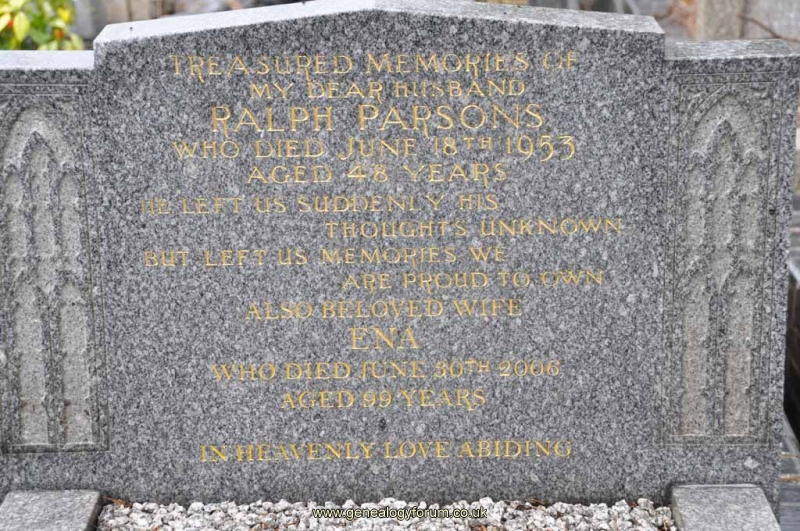 TREASURED MEMORIES OF
MY DEAR HUSBAND
RALPH PARSONS
WHO DIED JUNE 18TH 1953
AGED 48 YEARS
HE LEFT US SUDDENLY HIS
THOUGHTS UNKNOWN
BUT LEFT US MEMORIES WE
ARE PROUD TO OWN
ALSO BELOVED WIFE
ENA
WHO DIED JUNE 30TH 2006
AGED 99 YEARS
IN HEAVENLY LOVE ABIDING
www.genealogyforum.co.uk